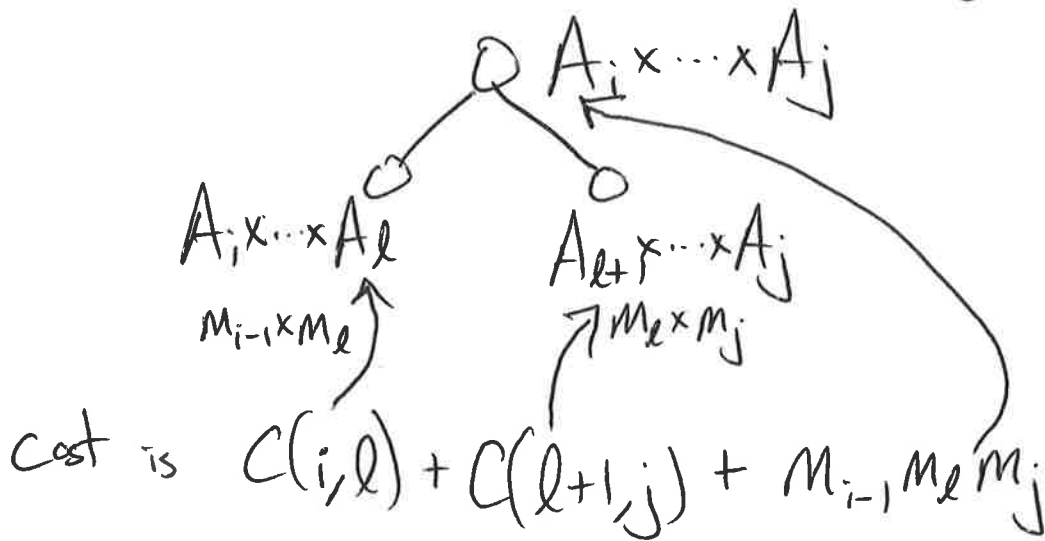 A_i x ... x A_j
A_i x ... x A_l
A_{l+1} x ... x A_j
m_{i-1} x m_l
m_l x m_j
Cost is C(i,l) + C(l+1,j) + m_{i-1} m_l m_j